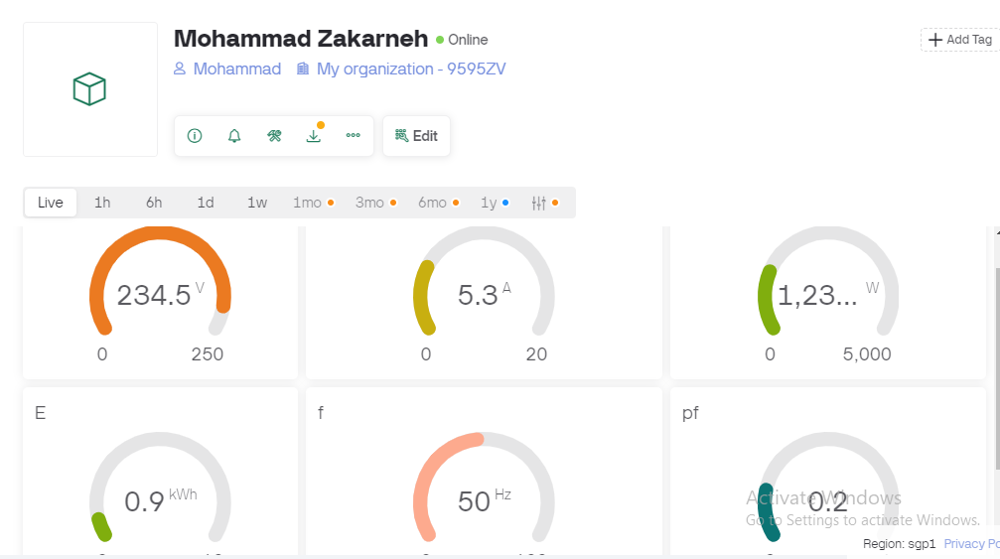 Mohammad Zakarneh Online
+ Add Tag
Mohammad My organization - 9595ZV
Edit
Live 1h 6h 1d 1w 1mo 3mo 6mo 1y
234.5 V
0 250
5.3 A
0 20
1,23... W
0 5,000
E
0.9 kWh
f
50 Hz
pf
0.2
Activate Windows
Go to Settings to activate Windows.
Region: sgp1 Privacy Po